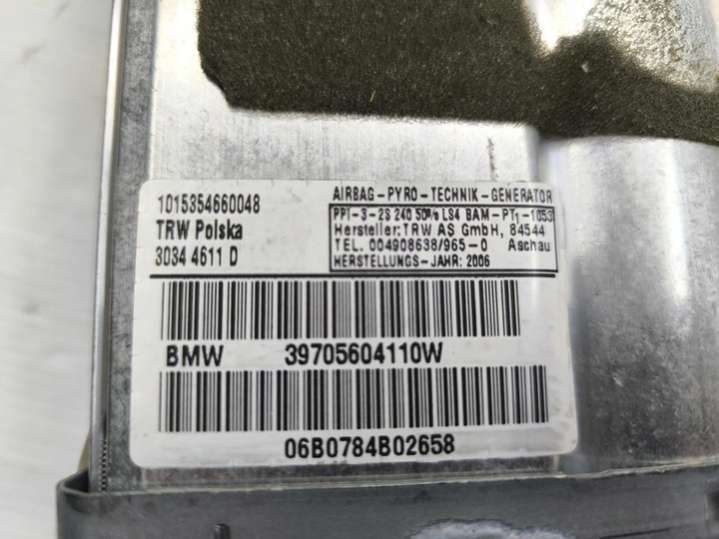 1015354660048
TRW Polska
3034 4611 D
AIRBAG-PYRO-TECHNIK-GENERATOR
PPI-3-2S 240 50%/s LS4 BAM-PT1-1053
Hersteller:TRW AS GmbH, 84544
TEL. 004908638/965-0 Aschau
HERSTELLUNGS-JAHR: 2006
BMW 39705604110W
06B0784B02658